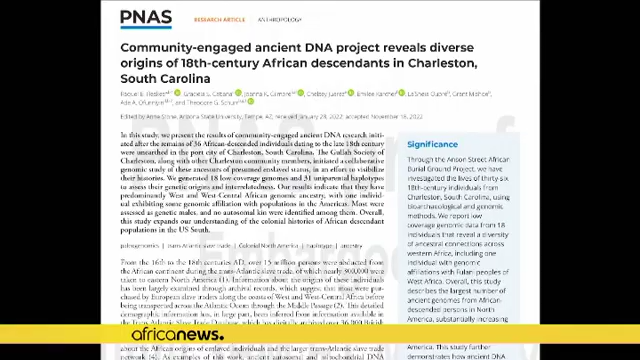 PNAS
RESEARCH ARTICLE
ANTHROPOLOGY
Community-engaged ancient DNA project reveals diverse
origins of 18th-century African descendants in Charleston,
South Carolina
Edited by Anne Stone, Arizona State University, Tempe, AZ; received January 28, 2022; accepted November 18, 2022
In this study, we present the results of community-engaged ancient DNA research initi-
ated after the remains of 36 African-descended individuals dating to the late 18th century
were unearthed in the port city of Charleston, South Carolina. The Gullah Society of
Charleston, along with other Charleston community members, initiated a collaborative
genomic study of these ancestors of presumed enslaved status, in an effort to visibilize
their histories. We generated 18 low-coverage genomes and 31 uniparental haplotypes
to assess their genetic origins and interrelatedness. Our results indicate that they have
predominantly West and West-Central African genomic ancestry, with one individ-
ual exhibiting some genomic affiliation with populations in the Americas. Most were
assessed as genetic males, and no autosomal kin were identified among them. Overall,
this study expands our understanding of the colonial histories of African descendant
populations in the US South.
paleogenomics | trans-Atlantic slave trade | Colonial North America | haplotype | ancestry
From the 16th to the 18th centuries AD, over 15 million persons were abducted from
the African continent during the trans-Atlantic slave trade, of which nearly 300,000 were
taken to eastern North America (1). Information about the origins of these individuals
has been largely examined through archival records, which suggest that most were pur-
chased by European slave traders along the coasts of West and West-Central Africa before
being transported across the Atlantic Ocean through the Middle Passage (2). This detailed
demographic information has, in large part, been inferred from information available in
Significance
Through the Anson Street African
Burial Ground Project, we have
investigated the lives of thirty-six
18th-century individuals from
Charleston, South Carolina, using
bioarchaeological and genomic
methods. We report low
coverage genomic data from 18
individuals that reveal a diversity
of ancestral connections across
western Africa, including one
individual with genomic
affiliations with Fulani peoples of
West Africa. Overall, this study
describes the largest number of
ancient genomes from African-
descended persons in North
America, substantially increasing
americas. This study further
demonstrates how ancient DNA
africanews.